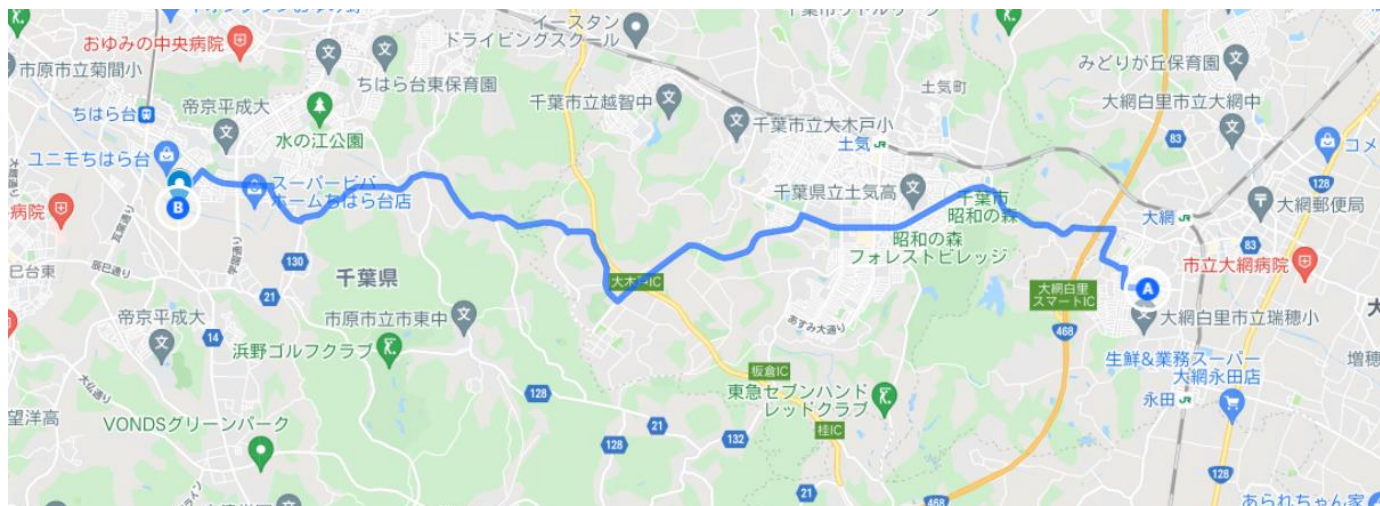 おゆみの中央病院
市原市立菊間小
ちはら台東保育園
ちはら台
帝京平成大
水の江公園
ユニモちはら台
B
スーパービバ
ホームちはら台店
病院
瓦窯通り
辰巳通り
学園通り
130
千葉県
21
巳台東
帝京平成大
14
市原市立市東中
浜野ゴルフクラブ
望洋高
VONDSグリーンパーク
イースタン
ドライビングスクール
千葉市立越智中
千葉市立大木戸小
土気町
土気
JR
千葉県立土気高
千葉市
昭和の森
昭和の森
フォレストビレッジ
大木戸IC
あすみ大通り
板倉IC
東急セブンハンド
レッドクラブ
桂IC
128
21
128
132
21
468
みどりが丘保育園
大網白里市立大網中
83
コメ
128
大網郵便局
大網
JR
83
市立大網病院
大網白里
スマートIC
A
468
大網白里市立瑞穂小
生鮮&業務スーパー
大網永田店
永田
JR
増穂
128
あられちゃん家